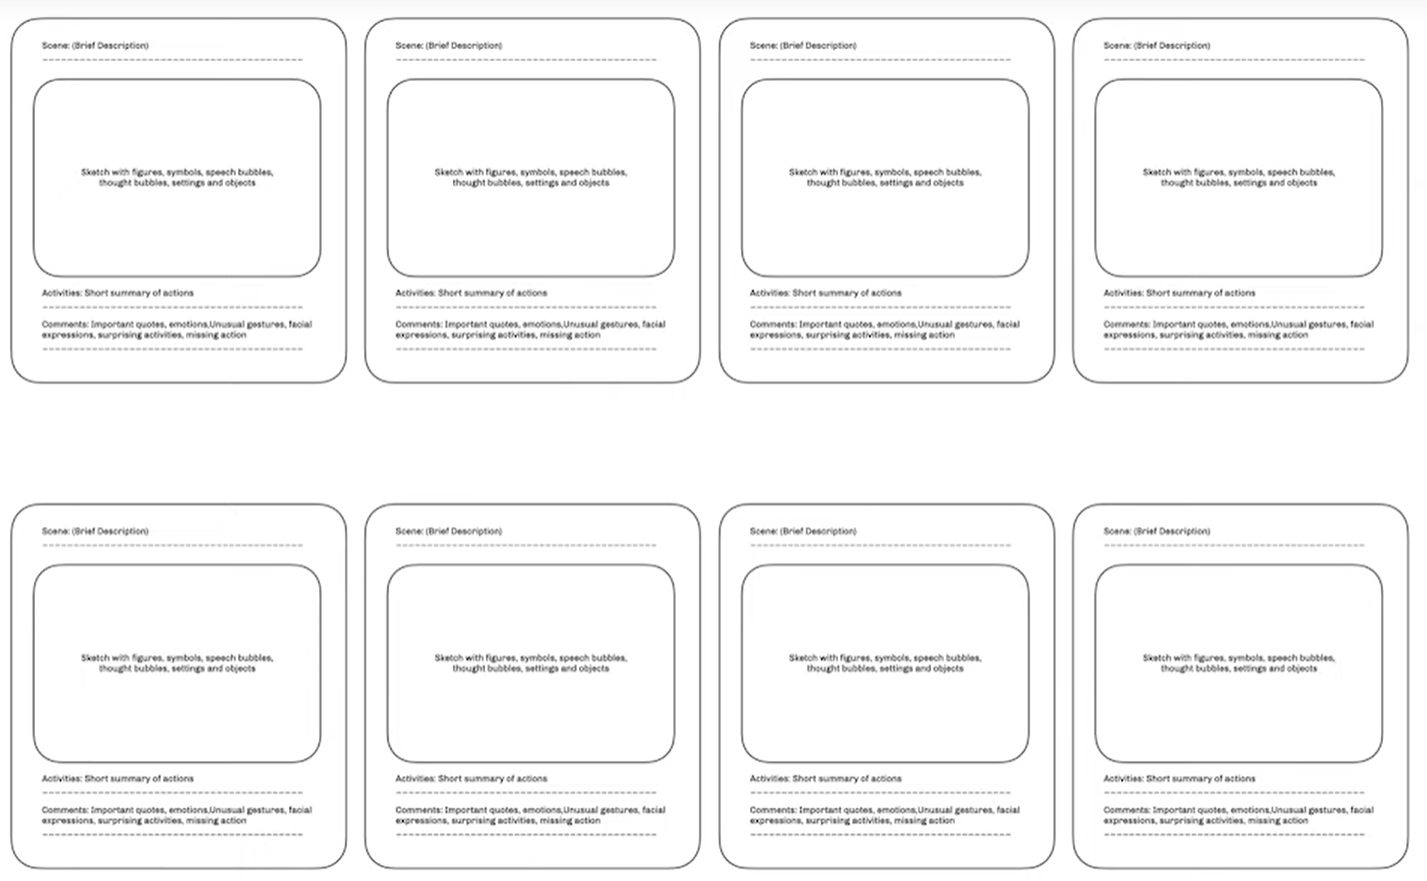 Scene: (Brief Description)
Sketch with figures, symbols, speech bubbles,
thought bubbles, settings and objects
Activities: Short summary of actions
Comments: Important quotes, emotions,Unusual gestures, facial
expressions, surprising activities, missing action
Scene: (Brief Description)
Sketch with figures, symbols, speech bubbles,
thought bubbles, settings and objects
Activities: Short summary of actions
Comments: Important quotes, emotions,Unusual gestures, facial
expressions, surprising activities, missing action
Scene: (Brief Description)
Sketch with figures, symbols, speech bubbles,
thought bubbles, settings and objects
Activities: Short summary of actions
Comments: Important quotes, emotions,Unusual gestures, facial
expressions, surprising activities, missing action
Scene: (Brief Description)
Sketch with figures, symbols, speech bubbles,
thought bubbles, settings and objects
Activities: Short summary of actions
Comments: Important quotes, emotions,Unusual gestures, facial
expressions, surprising activities, missing action
Scene: (Brief Description)
Sketch with figures, symbols, speech bubbles,
thought bubbles, settings and objects
Activities: Short summary of actions
Comments: Important quotes, emotions,Unusual gestures, facial
expressions, surprising activities, missing action
Scene: (Brief Description)
Sketch with figures, symbols, speech bubbles,
thought bubbles, settings and objects
Activities: Short summary of actions
Comments: Important quotes, emotions,Unusual gestures, facial
expressions, surprising activities, missing action
Scene: (Brief Description)
Sketch with figures, symbols, speech bubbles,
thought bubbles, settings and objects
Activities: Short summary of actions
Comments: Important quotes, emotions,Unusual gestures, facial
expressions, surprising activities, missing action
Scene: (Brief Description)
Sketch with figures, symbols, speech bubbles,
thought bubbles, settings and objects
Activities: Short summary of actions
Comments: Important quotes, emotions,Unusual gestures, facial
expressions, surprising activities, missing action